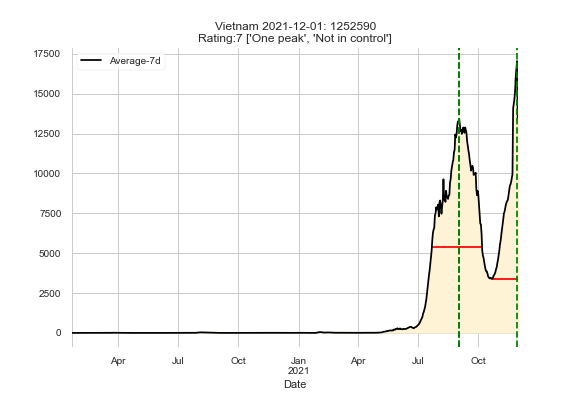 Vietnam 2021-12-01: 1252590
Rating:7 ['One peak', 'Not in control']
Average-7d
17500
15000
12500
10000
7500
5000
2500
0
Apr Jul Oct Jan Apr Jul Oct
2021
Date